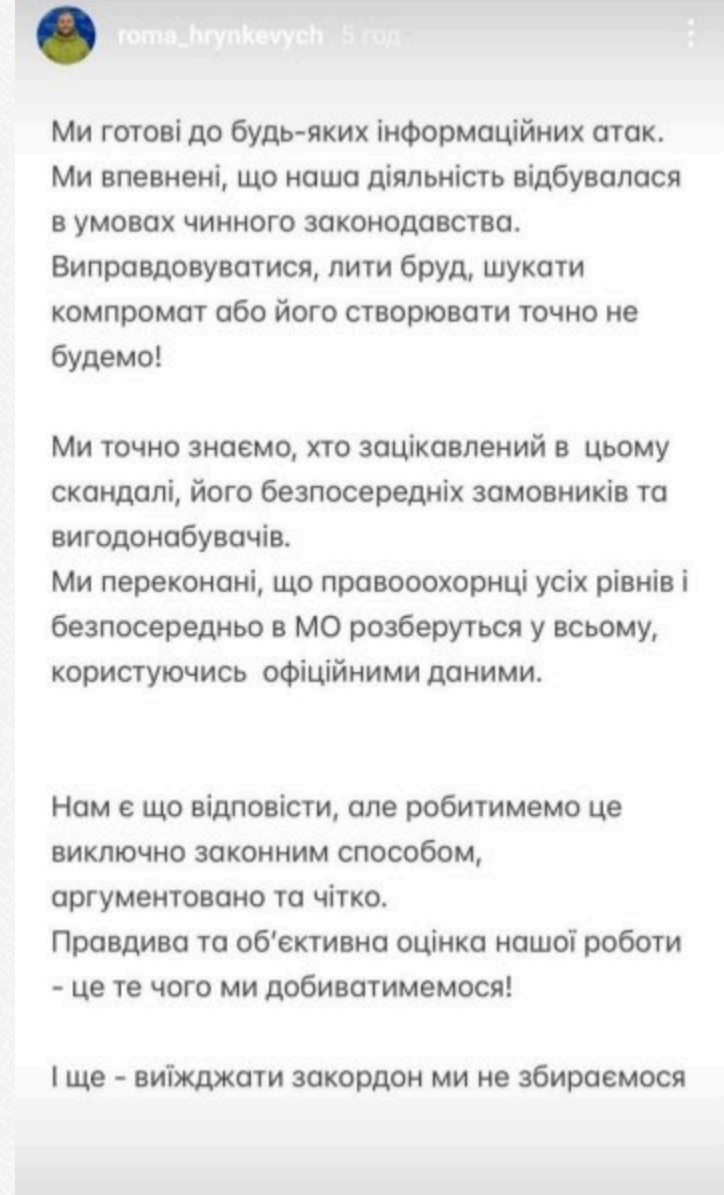 roma_hrynkevych 5 год
Ми готові до будь-яких інформаційних атак.
Ми впевнені, що наша діяльність відбувалася
в умовах чинного законодавства.
Виправдовуватися, лити бруд, шукати
компромат або його створювати точно не
будемо!
Ми точно знаємо, хто зацікавлений в  цьому
скандалі, його безпосередніх замовників та
вигодонабувачів.
Ми переконані, що правооохорнці усіх рівнів і
безпосередньо в МО розберуться у всьому,
користуючись  офіційними даними.
Нам є що відповісти, але робитимемо це
виключно законним способом,
аргументовано та чітко.
Правдива та об’єктивна оцінка нашої роботи
- це те чого ми добиватимемося!
І ще - виїжджати закордон ми не збираємося